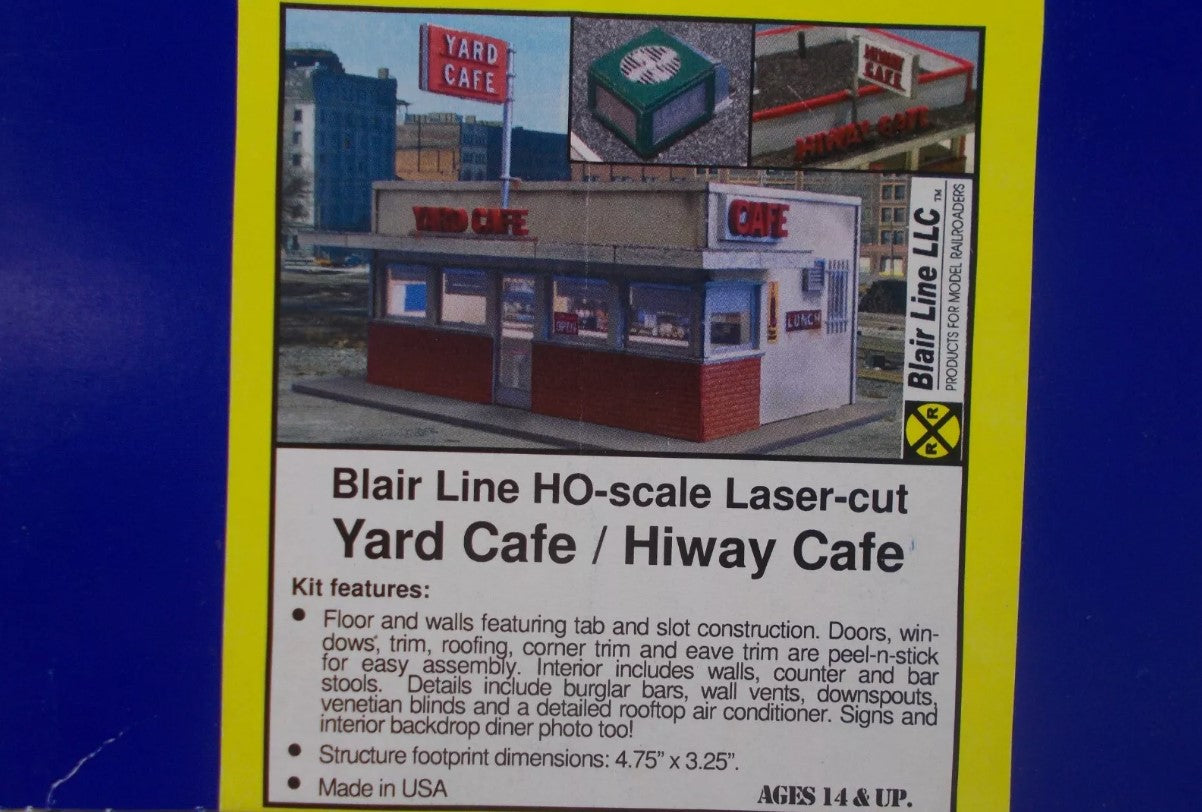 YARD
CAFE
HIWAY
CAFE
HIWAY CAFE
YARD CAFE
CAFE
OPEN
LUNCH
Blair Line LLC™
PRODUCTS FOR MODEL RAILROADERS
R R
Blair Line HO-scale Laser-cut
Yard Cafe / Hiway Cafe
Kit features:
• Floor and walls featuring tab and slot construction. Doors, win-
dows, trim, roofing, corner trim and eave trim are peel-n-stick
for easy assembly. Interior includes walls, counter and bar
stools. Details include burglar bars, wall vents, downspouts,
venetian blinds and a detailed rooftop air conditioner. Signs and
interior backdrop diner photo too!
• Structure footprint dimensions: 4.75" x 3.25".
• Made in USA
AGES 14 & UP.